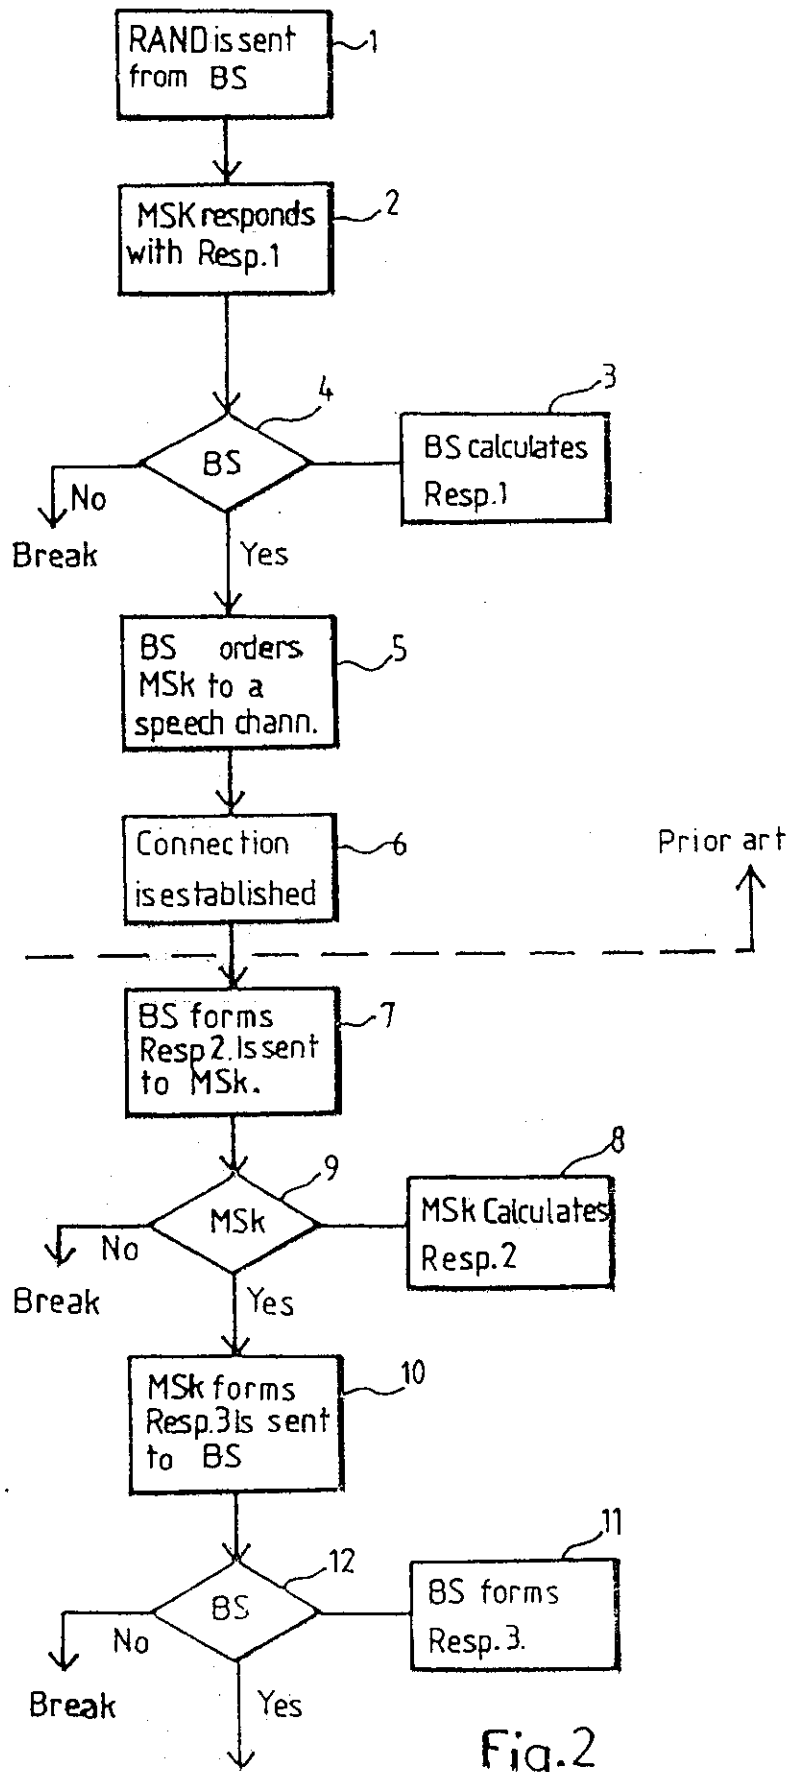 RAND is sent
from BS
1
MSK responds
with Resp.1
2
4
3
BS
BS calculates
Resp.1
No
Break
Yes
BS orders
MSk to a
speech chann.
5
Connection
is established
6
Prior art
BS forms
Resp2. Is sent
to MSk.
7
9
8
MSk
MSk Calculates
Resp.2
No
Break
Yes
MSk forms
Resp.3 is sent
to BS
10
12
11
BS
BS forms
Resp.3.
No
Break
Yes
Fig.2